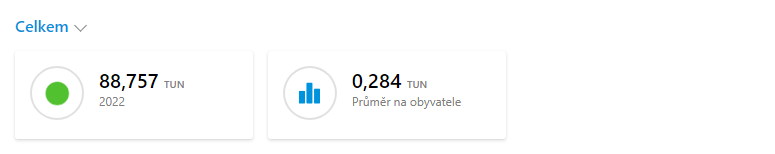 Celkem
88,757 TUN
2022
0,284 TUN
Průměr na obyvatele